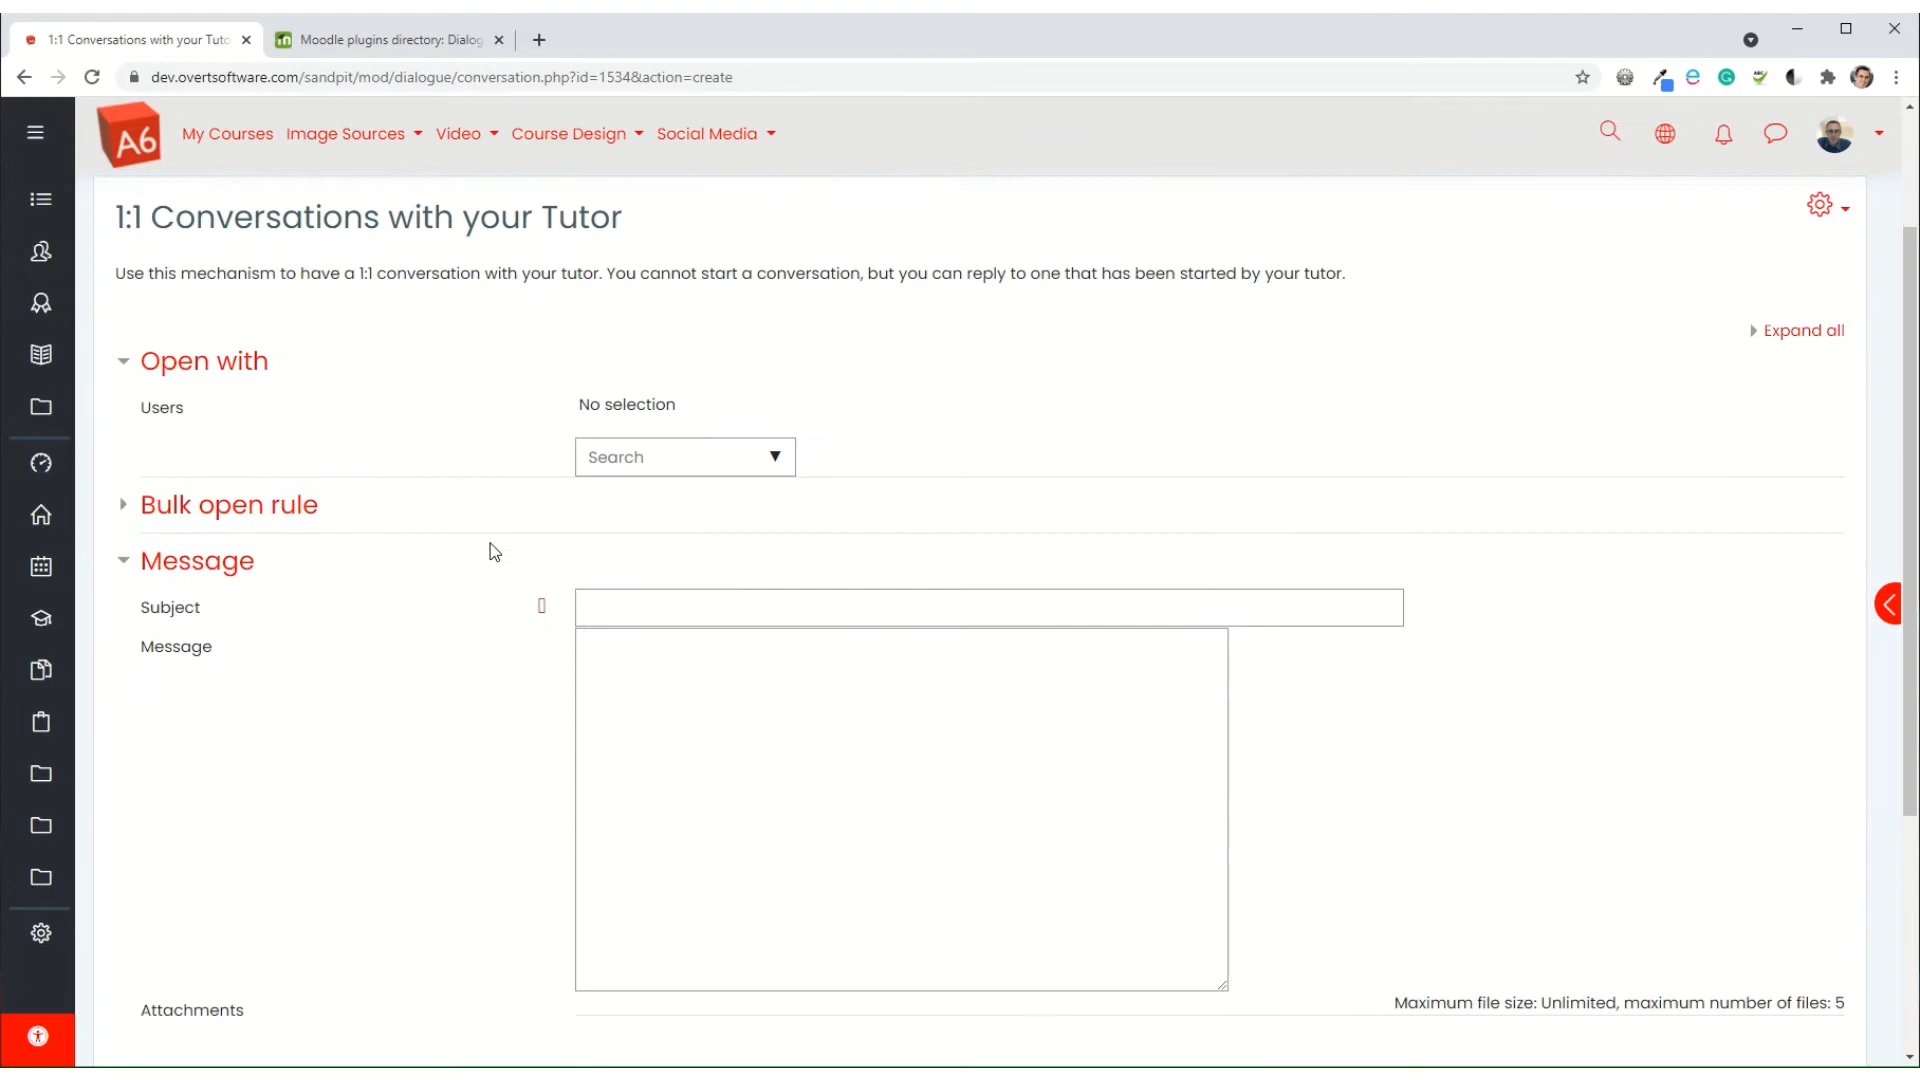 1:1 Conversations with your Tuto
Moodle plugins directory: Dialog
dev.overtsoftware.com/sandpit/mod/dialogue/conversation.php?id=1534&action=create
A6
My Courses
Image Sources
Video
Course Design
Social Media
1:1 Conversations with your Tutor
Use this mechanism to have a 1:1 conversation with your tutor. You cannot start a conversation, but you can reply to one that has been started by your tutor.
Expand all
Open with
Users
No selection
Search
Bulk open rule
Message
Subject
Message
Attachments
Maximum file size: Unlimited, maximum number of files: 5